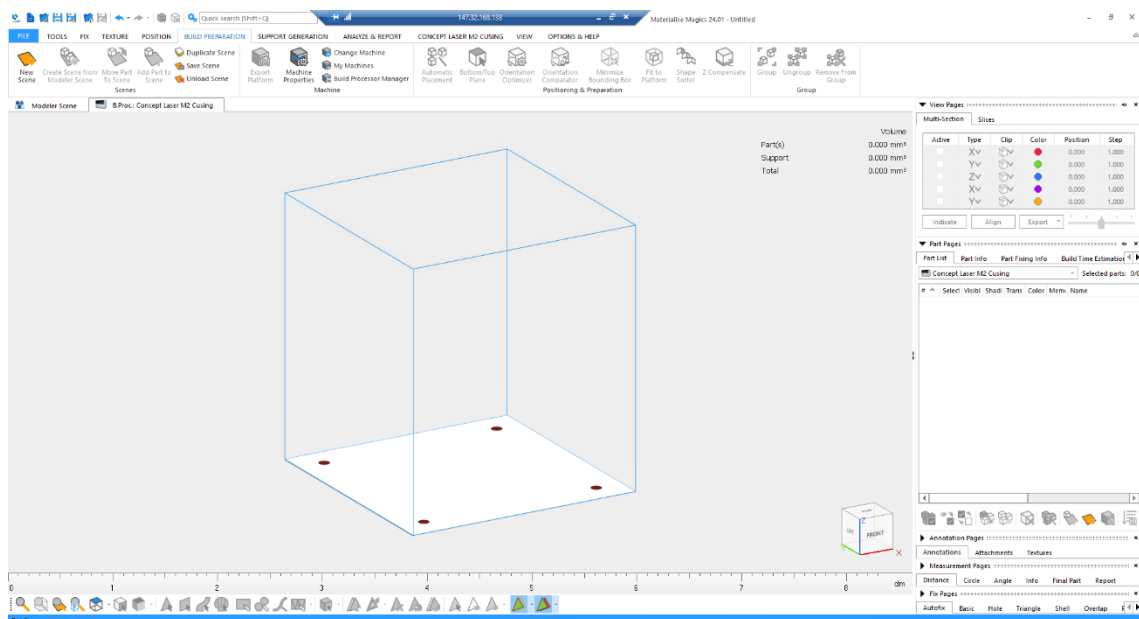 Quick search (Shift+Q)
147.32.168.138
Materialise Magics 24.01 - Untitled
FILE TOOLS FIX TEXTURE POSITION BUILD PREPARATION SUPPORT GENERATION ANALYZE & REPORT CONCEPT LASER M2 CUSING VIEW OPTIONS & HELP
New Scene
Create Scene from Modeler Scene
Move Part To Scene
Add Part to Scene
Duplicate Scene
Save Scene
Unload Scene
Scenes
Export Platform
Machine Properties
Change Machine
My Machines
Build Processor Manager
Machine
Automatic Placement
Bottom/Top Plane
Orientation Optimizer
Orientation Comparator
Minimize Bounding Box
Fit to Platform
Shape Sorter
Z Compensate
Positioning & Preparation
Group
Ungroup
Remove From Group
Group
Modeler Scene
B.Proc.: Concept Laser M2 Cusing
Volume
Part(s) 0.000 mm³
Support 0.000 mm³
Total 0.000 mm³
FRONT
Z
X
0 1 2 3 4 5 6 7 8 dm
View Pages
Multi-Section Slices
Active Type Clip Color Position Step
X 0.000 1.000
Y 0.000 1.000
Z 0.000 1.000
X 0.000 1.000
Y 0.000 1.000
Indicate Align Export
Part Pages
Part List Part Info Part Fixing Info Build Time Estimation
Concept Laser M2 Cusing Selected parts: 0/0
# Select Visibl Shadi Trans Color Memo Name
Annotation Pages
Annotations Attachments Textures
Measurement Pages
Distance Circle Angle Info Final Part Report
Fix Pages
Autofix Basic Hole Triangle Shell Overlap